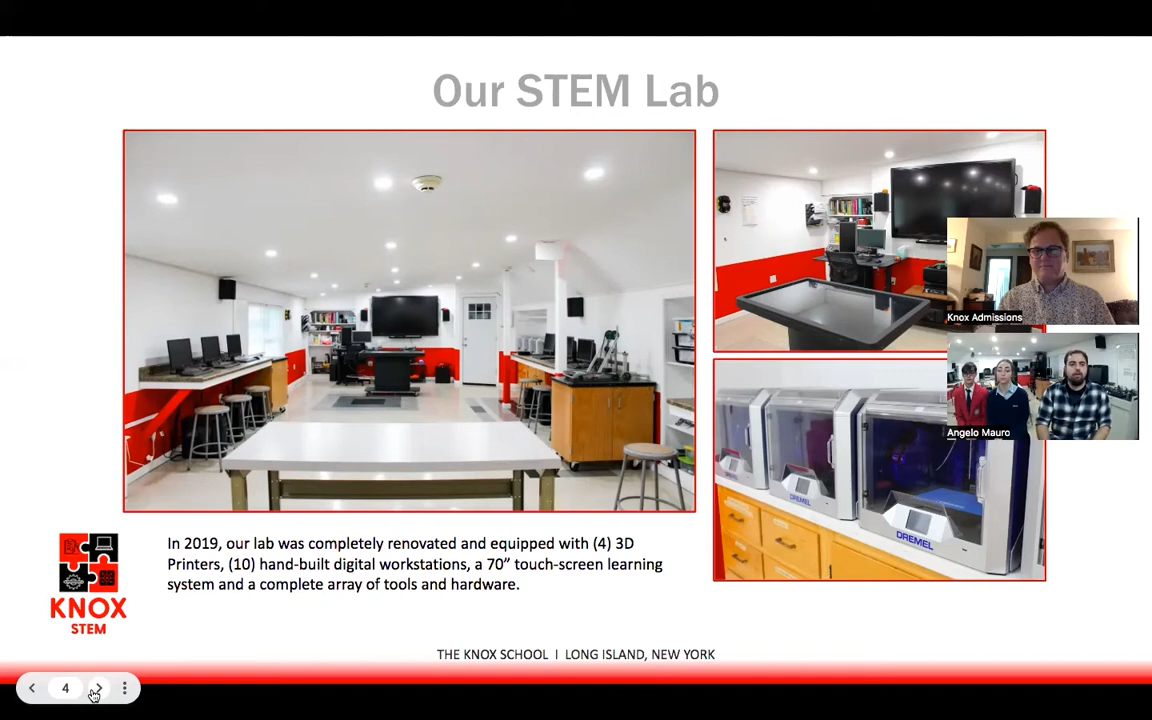 Our STEM Lab
Knox Admissions
Angelo Mauro
DREMEL
DREMEL
In 2019, our lab was completely renovated and equipped with (4) 3D
Printers, (10) hand-built digital workstations, a 70” touch-screen learning
system and a complete array of tools and hardware.
KNOX
STEM
THE KNOX SCHOOL I LONG ISLAND, NEW YORK
4